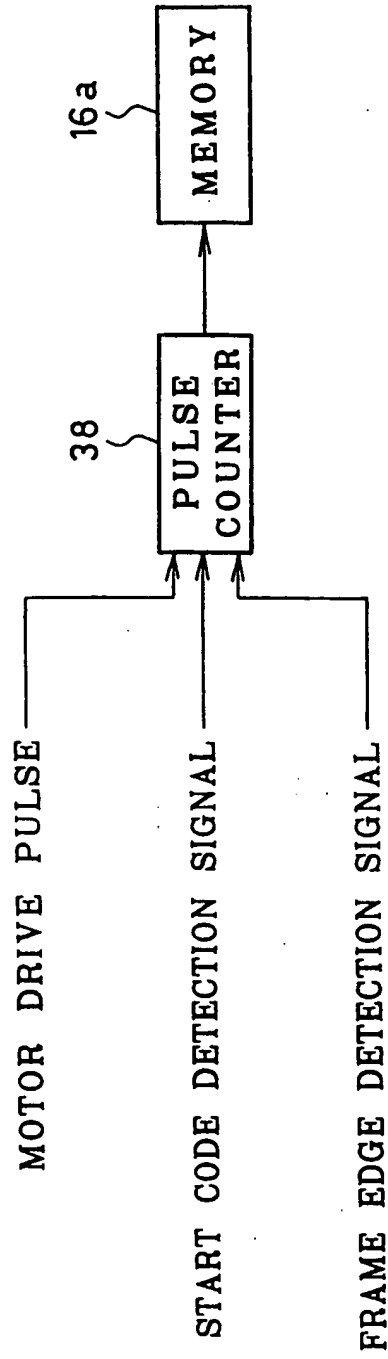 MOTOR DRIVE PULSE
START CODE DETECTION SIGNAL
FRAME EDGE DETECTION SIGNAL
38
PULSE
COUNTER
16a
MEMORY